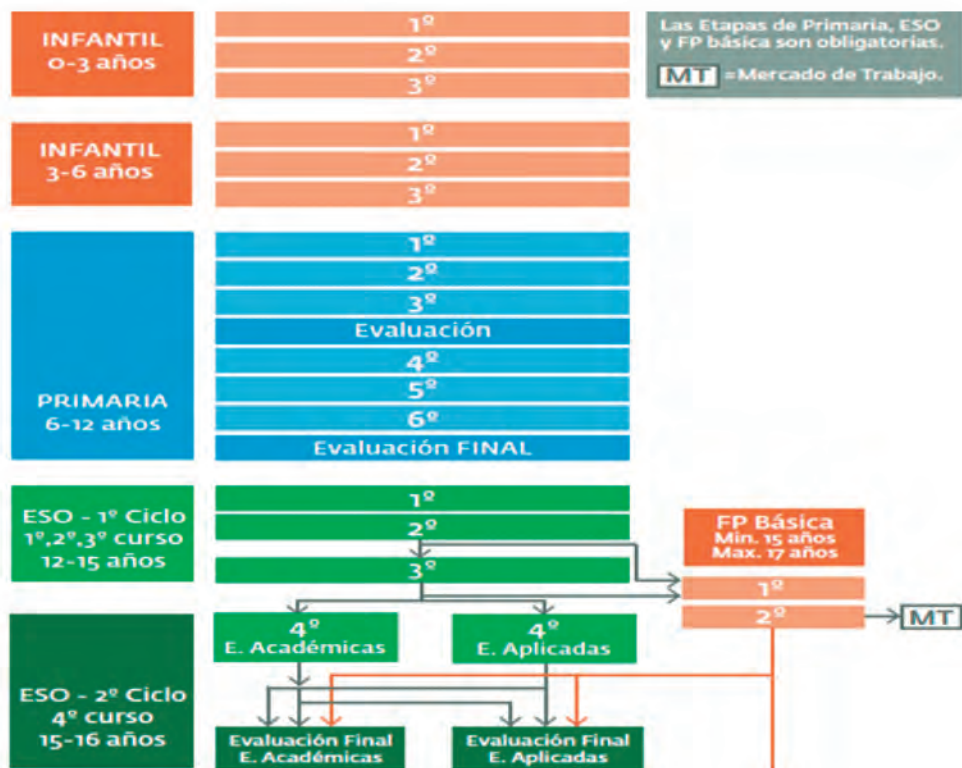 INFANTIL
0-3 años
1º
2º
3º
Las Etapas de Primaria, ESO
y FP básica son obligatorias.
MT =Mercado de Trabajo.
INFANTIL
3-6 años
1º
2º
3º
PRIMARIA
6-12 años
1º
2º
3º
Evaluación
4º
5º
6º
Evaluación FINAL
ESO - 1º Ciclo
1º,2º,3º curso
12-15 años
1º
2º
3º
FP Básica
Min. 15 años
Max. 17 años
1º
2º
MT
ESO - 2º Ciclo
4º curso
15-16 años
4º
E. Académicas
4º
E. Aplicadas
Evaluación Final
E. Académicas
Evaluación Final
E. Aplicadas